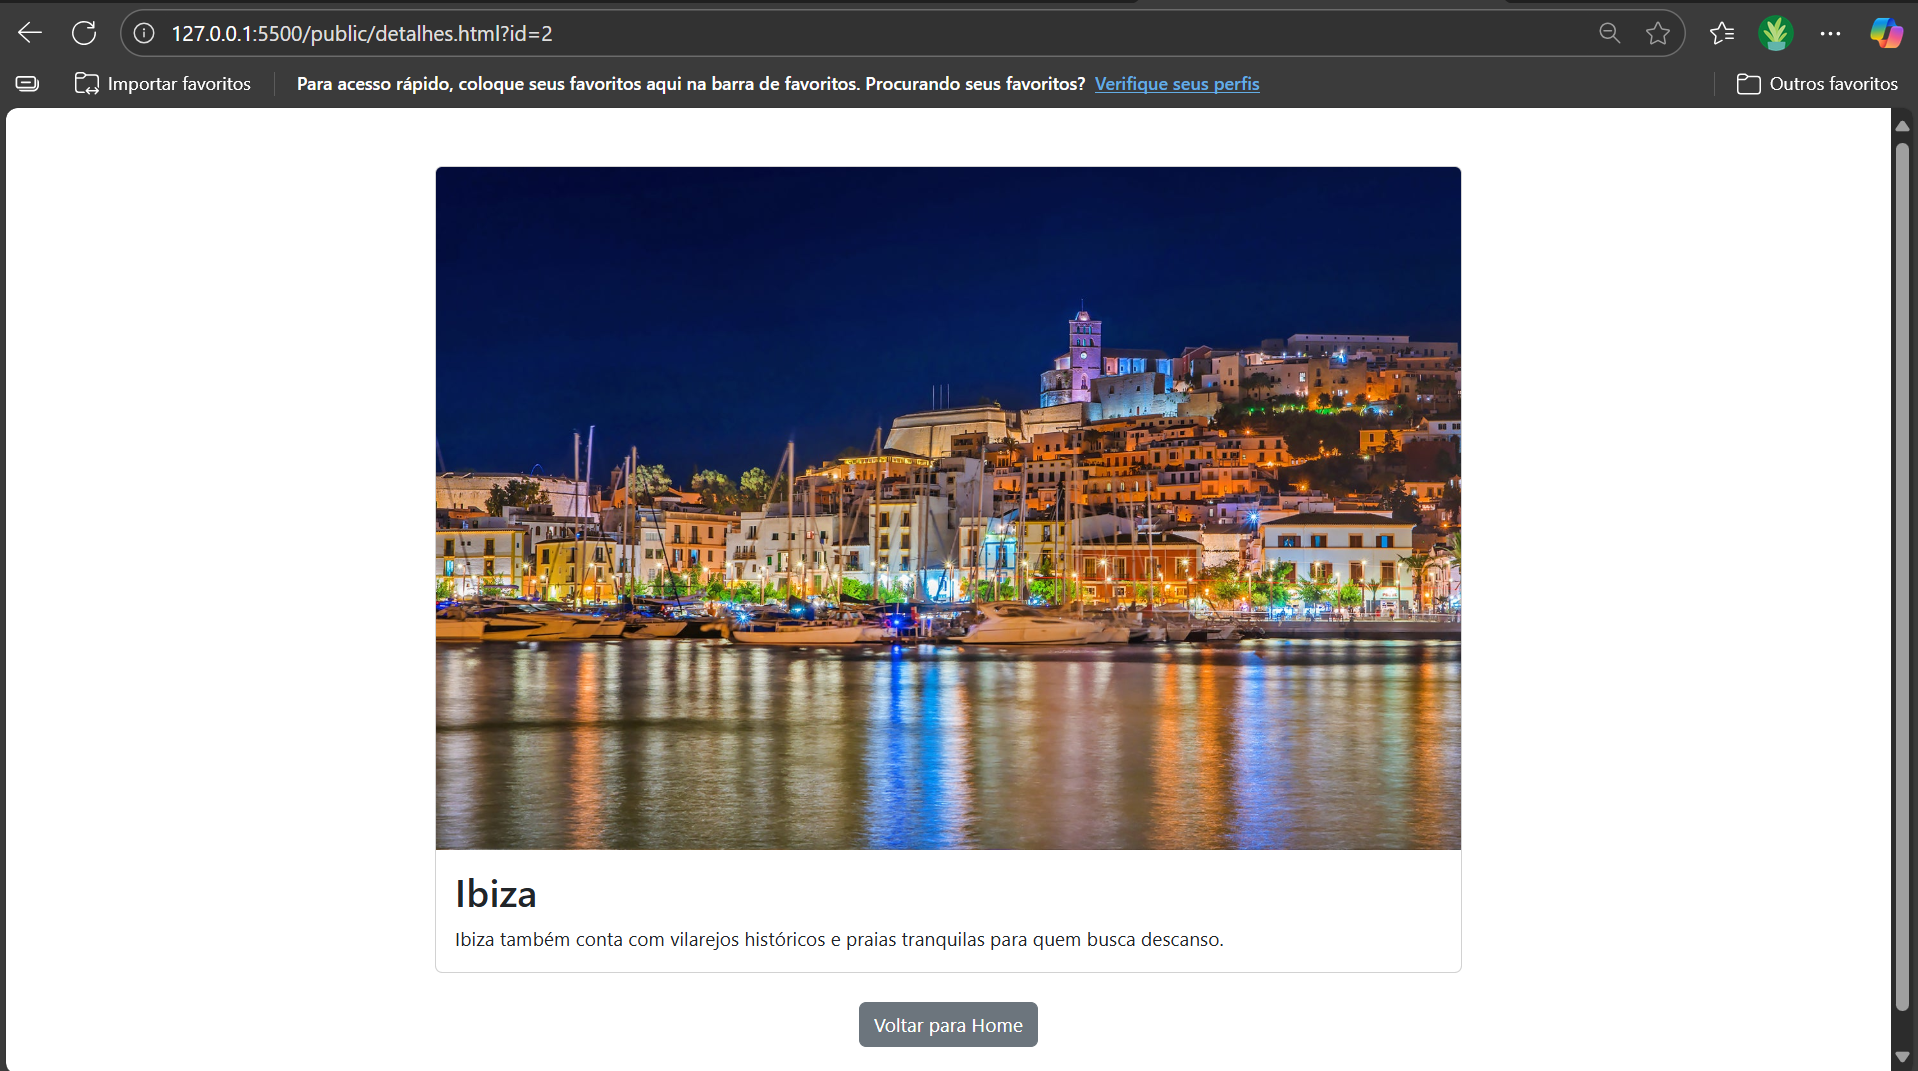 127.0.0.1:5500/public/detalhes.html?id=2
Importar favoritos
Para acesso rápido, coloque seus favoritos aqui na barra de favoritos. Procurando seus favoritos? Verifique seus perfis
Outros favoritos
Ibiza
Ibiza também conta com vilarejos históricos e praias tranquilas para quem busca descanso.
Voltar para Home